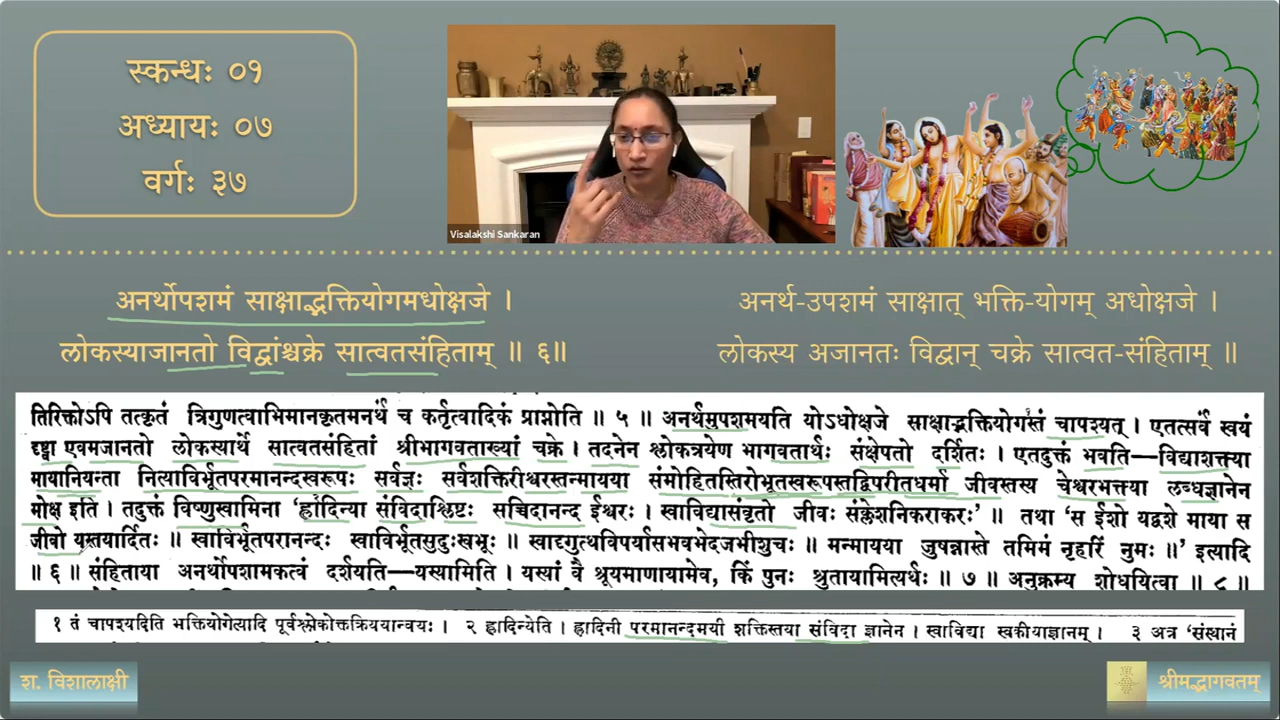 स्कन्धः ०१
अध्यायः ०७
वर्गः ३७
Visalakshi Sankaran
अनर्थोपशमं साक्षाद्भक्तियोगमधोक्षजे ।
लोकस्याजानतो विद्वांश्चक्रे सात्वतसंहिताम् ॥ ६॥
अनर्थ-उपशमं साक्षात् भक्ति-योगम् अधोक्षजे ।
लोकस्य अजानतः विद्वान् चक्रे सात्वत-संहिताम् ॥
तिरिक्तोऽपि तत्कृतं त्रिगुणत्वाभिमानकृतमनर्थं च कर्तृत्वादिकं प्राप्नोति ॥ ५ ॥ अनर्थमुपशमयति योऽधोक्षजे साक्षाद्भक्तियोगस्तं चापश्यत् । एतत्सर्वं स्वयं
दृष्ट्वा एवमजानतो लोकस्यार्थे सात्वतसंहितां श्रीभागवताख्यां चक्रे । तदनेन श्लोकत्रयेण भागवतार्थः संक्षेपतो दर्शितः । एतदुक्तं भवति—विद्याशक्त्या
मायानियन्ता नित्याविर्भूतपरमानन्दस्वरूपः सर्वज्ञः सर्वशक्तिरीश्वरस्तन्मायया संमोहितस्तिरोभूतस्वरूपस्तद्विपरीतधर्मा जीवस्तस्य चेश्वरभक्त्या लब्धज्ञानेन
मोक्ष इति । तदुक्तं विष्णुस्वामिना 'ह्लादिन्या संविदाश्लिष्टः सच्चिदानन्द ईश्वरः । स्वाविद्यासंवृतो जीवः संक्लेशनिकराकरः' ॥ तथा 'स ईशो यद्वशे माया स
जीवो यस्तयार्दितः ॥ स्वाविर्भूतपरानन्दः स्वाविर्भूतसुदुःखभूः ॥ स्वादृगुत्थविपर्यासभवभेदजभीशुचः ॥ मन्मायया जुषन्नास्ते तमिमं नृहरिं नुमः ॥' इत्यादि
॥ ६ ॥ संहिताया अनर्थोपशामकत्वं दर्शयति—यस्यामिति । यस्यां वै श्रूयमाणायामेव, किं पुनः श्रुतायामित्यर्थः ॥ ७ ॥ अनुक्रम्य शोधयित्वा ॥ ८ ॥
१ तं चापश्यदिति भक्तियोगेत्यादि पूर्वश्लोकोक्तक्रिययान्वयः । २ ह्लादिन्येति । ह्लादिनी परमानन्दमयी शक्तिस्तया संविदा ज्ञानेन । स्वाविद्या स्वकीयाज्ञानम् । ३ अत्र 'संस्थानं
श. विशालाक्षी
श्रीमद्भागवतम्